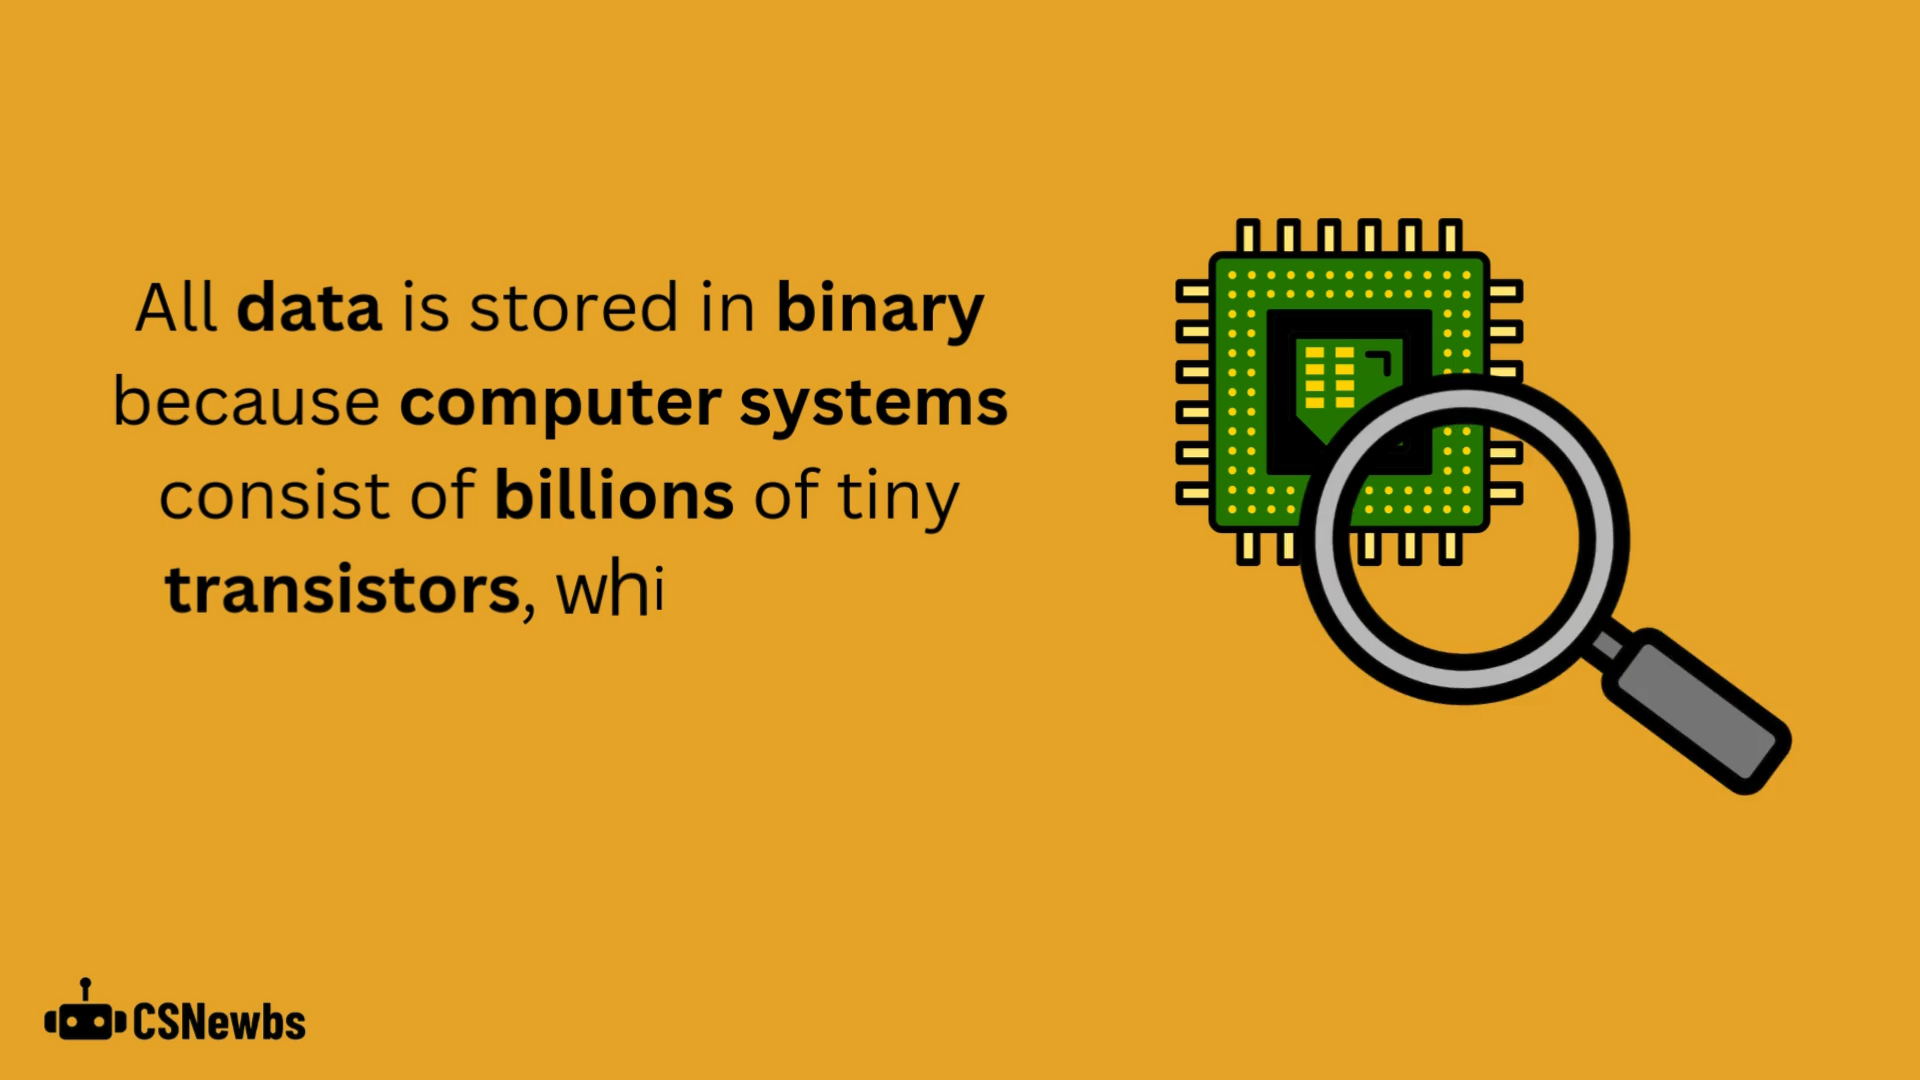 All data is stored in binary
because computer systems
consist of billions of tiny
transistors, whi
CSNewbs